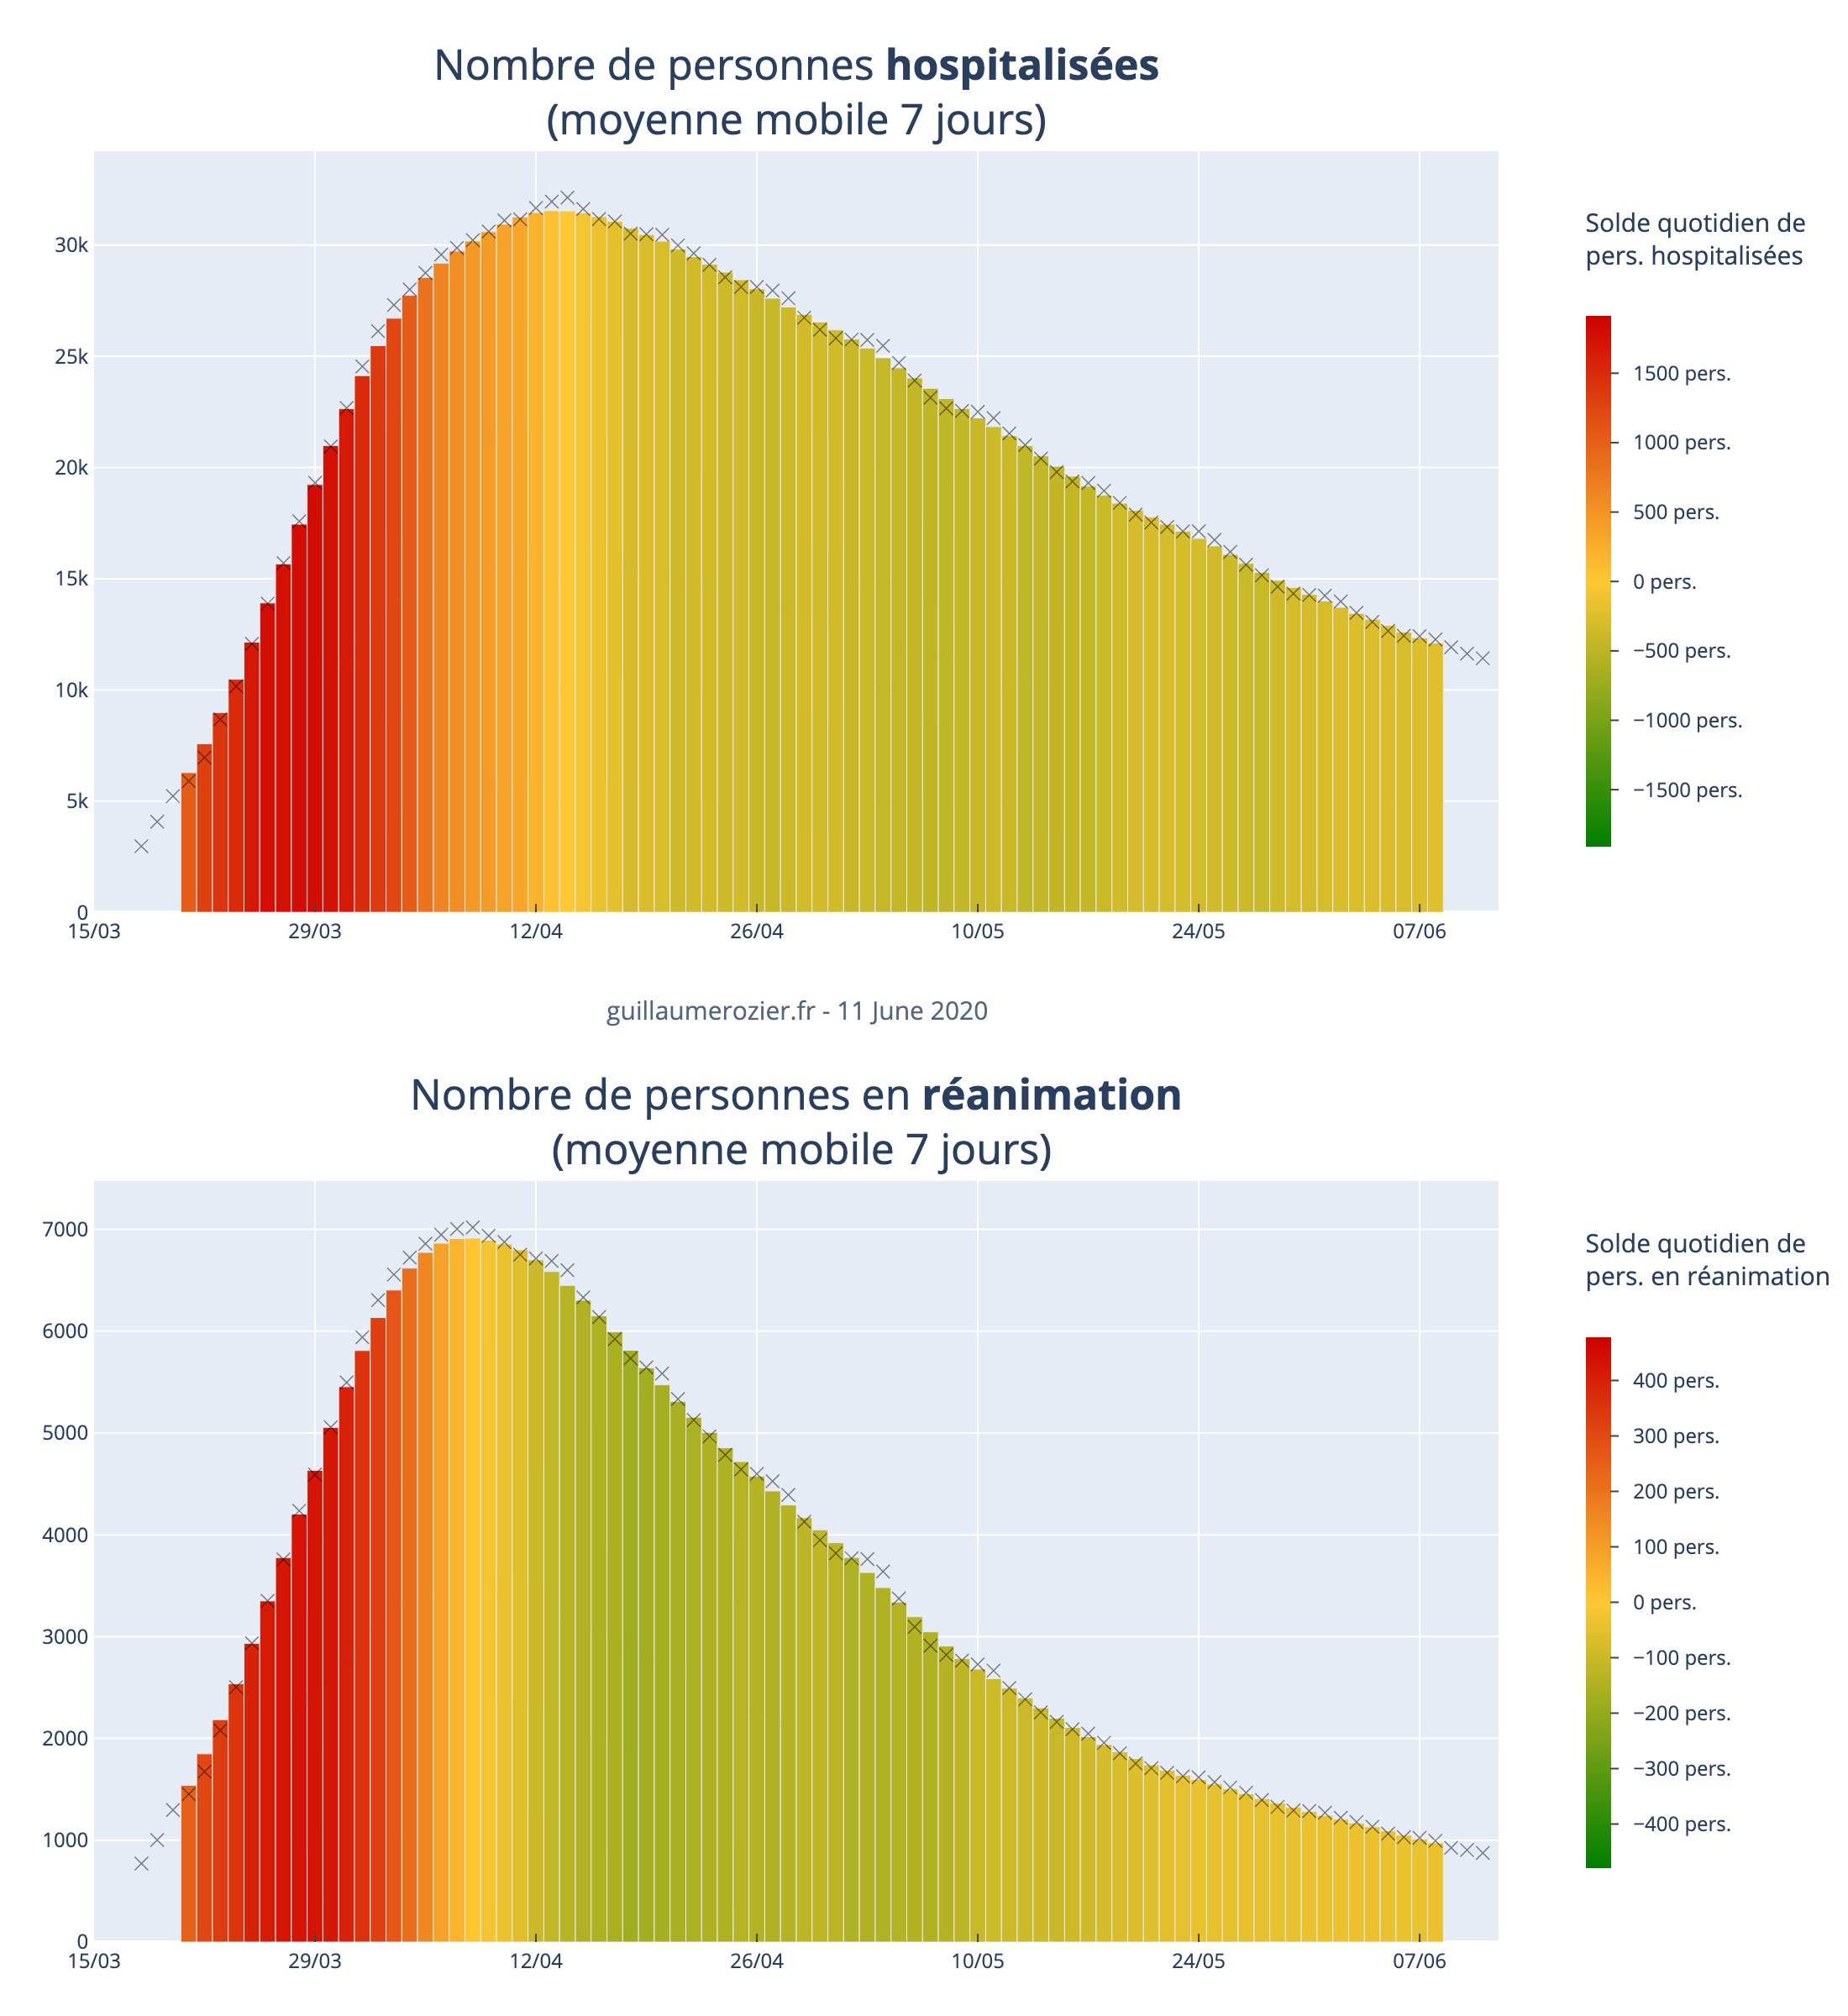 Nombre de personnes hospitalisées
(moyenne mobile 7 jours)
Solde quotidien de
pers. hospitalisées
30k
25k
20k
15k
10k
5k
0
1500 pers.
1000 pers.
500 pers.
0 pers.
−500 pers.
−1000 pers.
−1500 pers.
15/03 29/03 12/04 26/04 10/05 24/05 07/06
guillaumerozier.fr - 11 June 2020
Nombre de personnes en réanimation
(moyenne mobile 7 jours)
Solde quotidien de
pers. en réanimation
7000
6000
5000
4000
3000
2000
1000
0
400 pers.
300 pers.
200 pers.
100 pers.
0 pers.
−100 pers.
−200 pers.
−300 pers.
−400 pers.
15/03 29/03 12/04 26/04 10/05 24/05 07/06